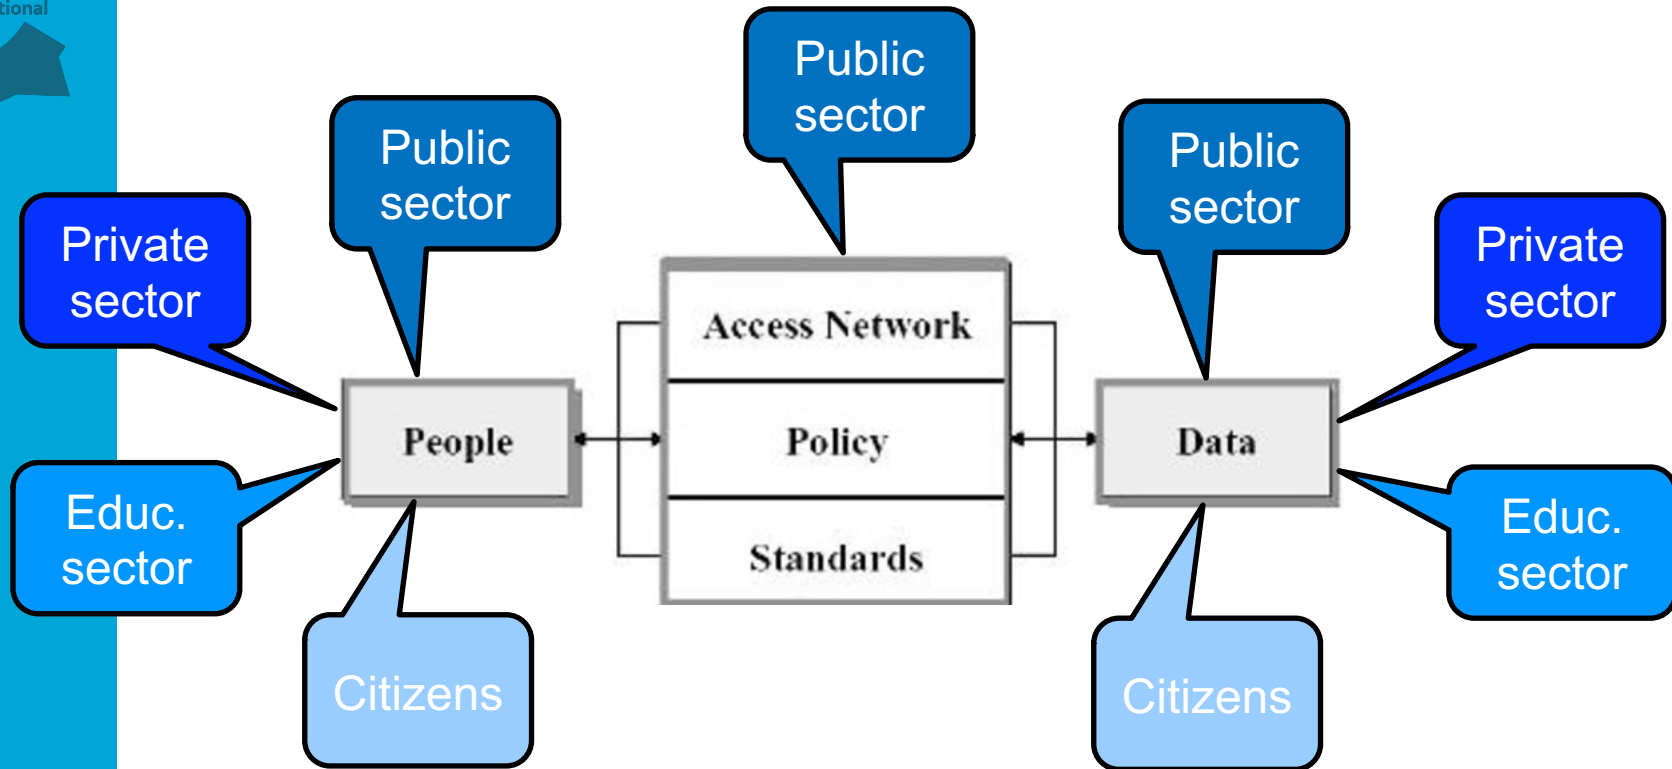 Public
sector
Public
sector
Public
sector
Private
sector
Private
sector
Access Network
People
Policy
Data
Educ.
sector
Educ.
sector
Standards
Citizens
Citizens